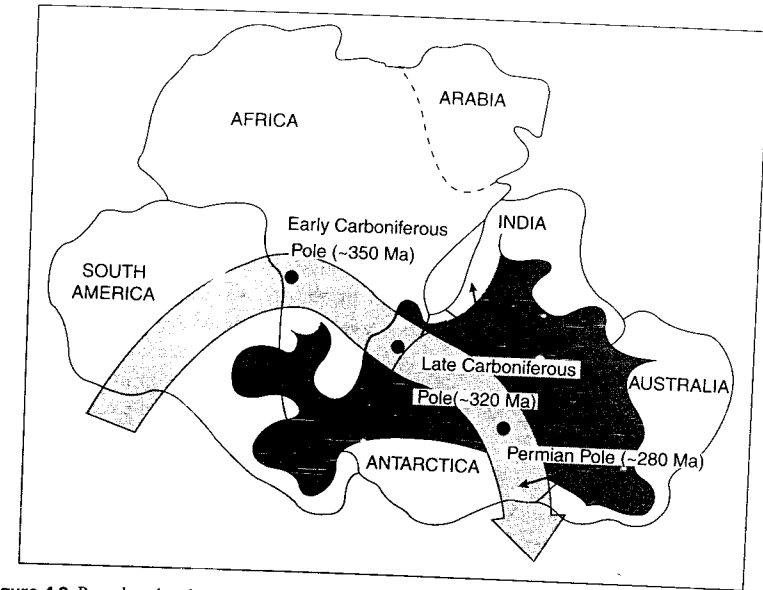 AFRICA
ARABIA
Early Carboniferous
Pole (~350 Ma)
INDIA
SOUTH
AMERICA
Late Carboniferous
Pole(~320 Ma)
AUSTRALIA
ANTARCTICA
Permian Pole (~280 Ma)